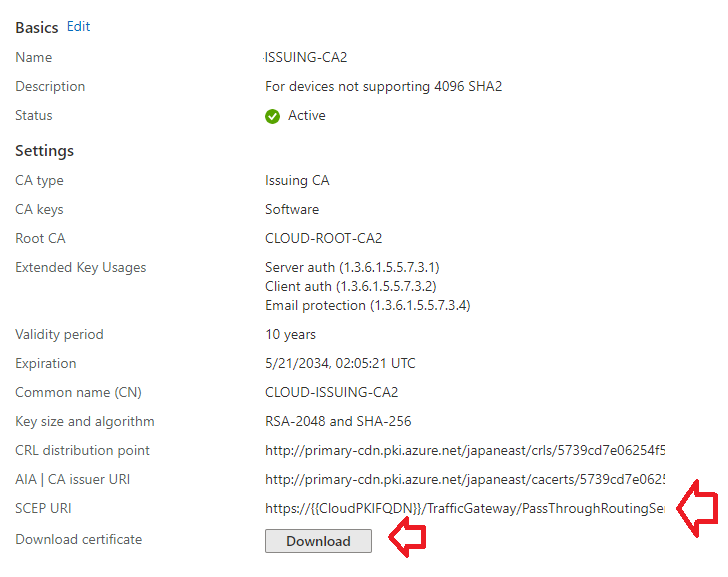 Basics Edit
Name ISSUING-CA2
Description For devices not supporting 4096 SHA2
Status Active
Settings
CA type Issuing CA
CA keys Software
Root CA CLOUD-ROOT-CA2
Extended Key Usages Server auth (1.3.6.1.5.5.7.3.1)
Client auth (1.3.6.1.5.5.7.3.2)
Email protection (1.3.6.1.5.5.7.3.4)
Validity period 10 years
Expiration 5/21/2034, 02:05:21 UTC
Common name (CN) CLOUD-ISSUING-CA2
Key size and algorithm RSA-2048 and SHA-256
CRL distribution point http://primary-cdn.pki.azure.net/japaneast/crls/5739cd7e06254f5
AIA | CA issuer URI http://primary-cdn.pki.azure.net/japaneast/cacerts/5739cd7e0625
SCEP URI https://{{CloudPKIFQDN}}/TrafficGateway/PassThroughRoutingSer
Download certificate Download